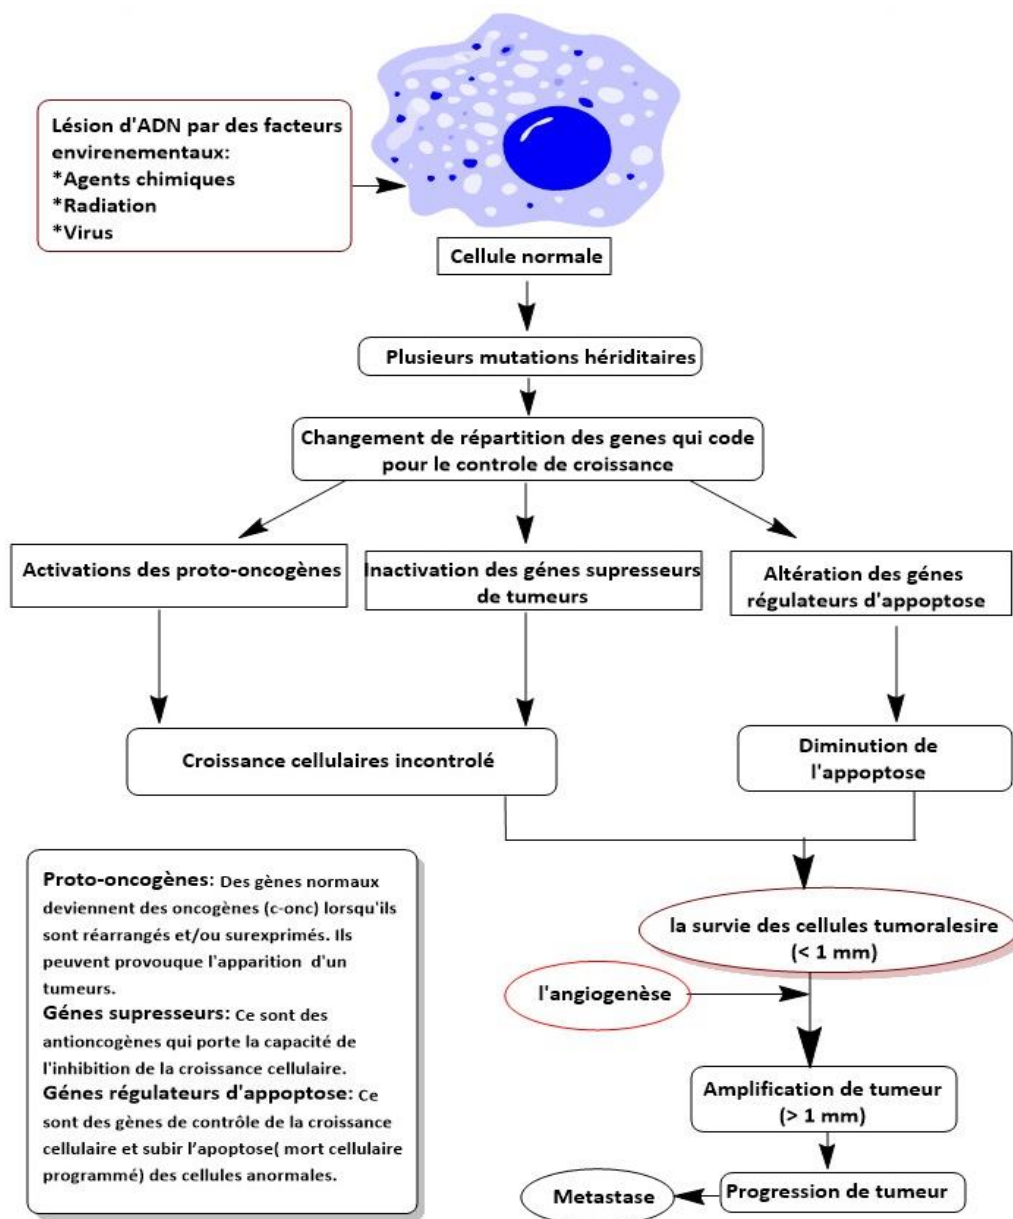 Lésion d'ADN par des facteurs
envirenementaux:
*Agents chimiques
*Radiation
*Virus
Cellule normale
Plusieurs mutations hériditaires
Changement de répartition des genes qui code
pour le controle de croissance
Activations des proto-oncogènes
Inactivation des génes supresseurs
de tumeurs
Altération des génes
régulateurs d'appoptose
Croissance cellulaires incontrolé
Diminution de
l'appoptose
Proto-oncogènes: Des gènes normaux
deviennent des oncogènes (c-onc) lorsqu'ils
sont réarrangés et/ou surexprimés. Ils
peuvent provouque l'apparition d'un
tumeurs.
Génes supresseurs: Ce sont des
antioncogènes qui porte la capacité de
l'inhibition de la croissance cellulaire.
Génes régulateurs d'appoptose: Ce
sont des gènes de contrôle de la croissance
cellulaire et subir l’apoptose( mort cellulaire
programmé) des cellules anormales.
la survie des cellules tumoralesire
(< 1 mm)
l'angiogenèse
Amplification de tumeur
(> 1 mm)
Progression de tumeur
Metastase